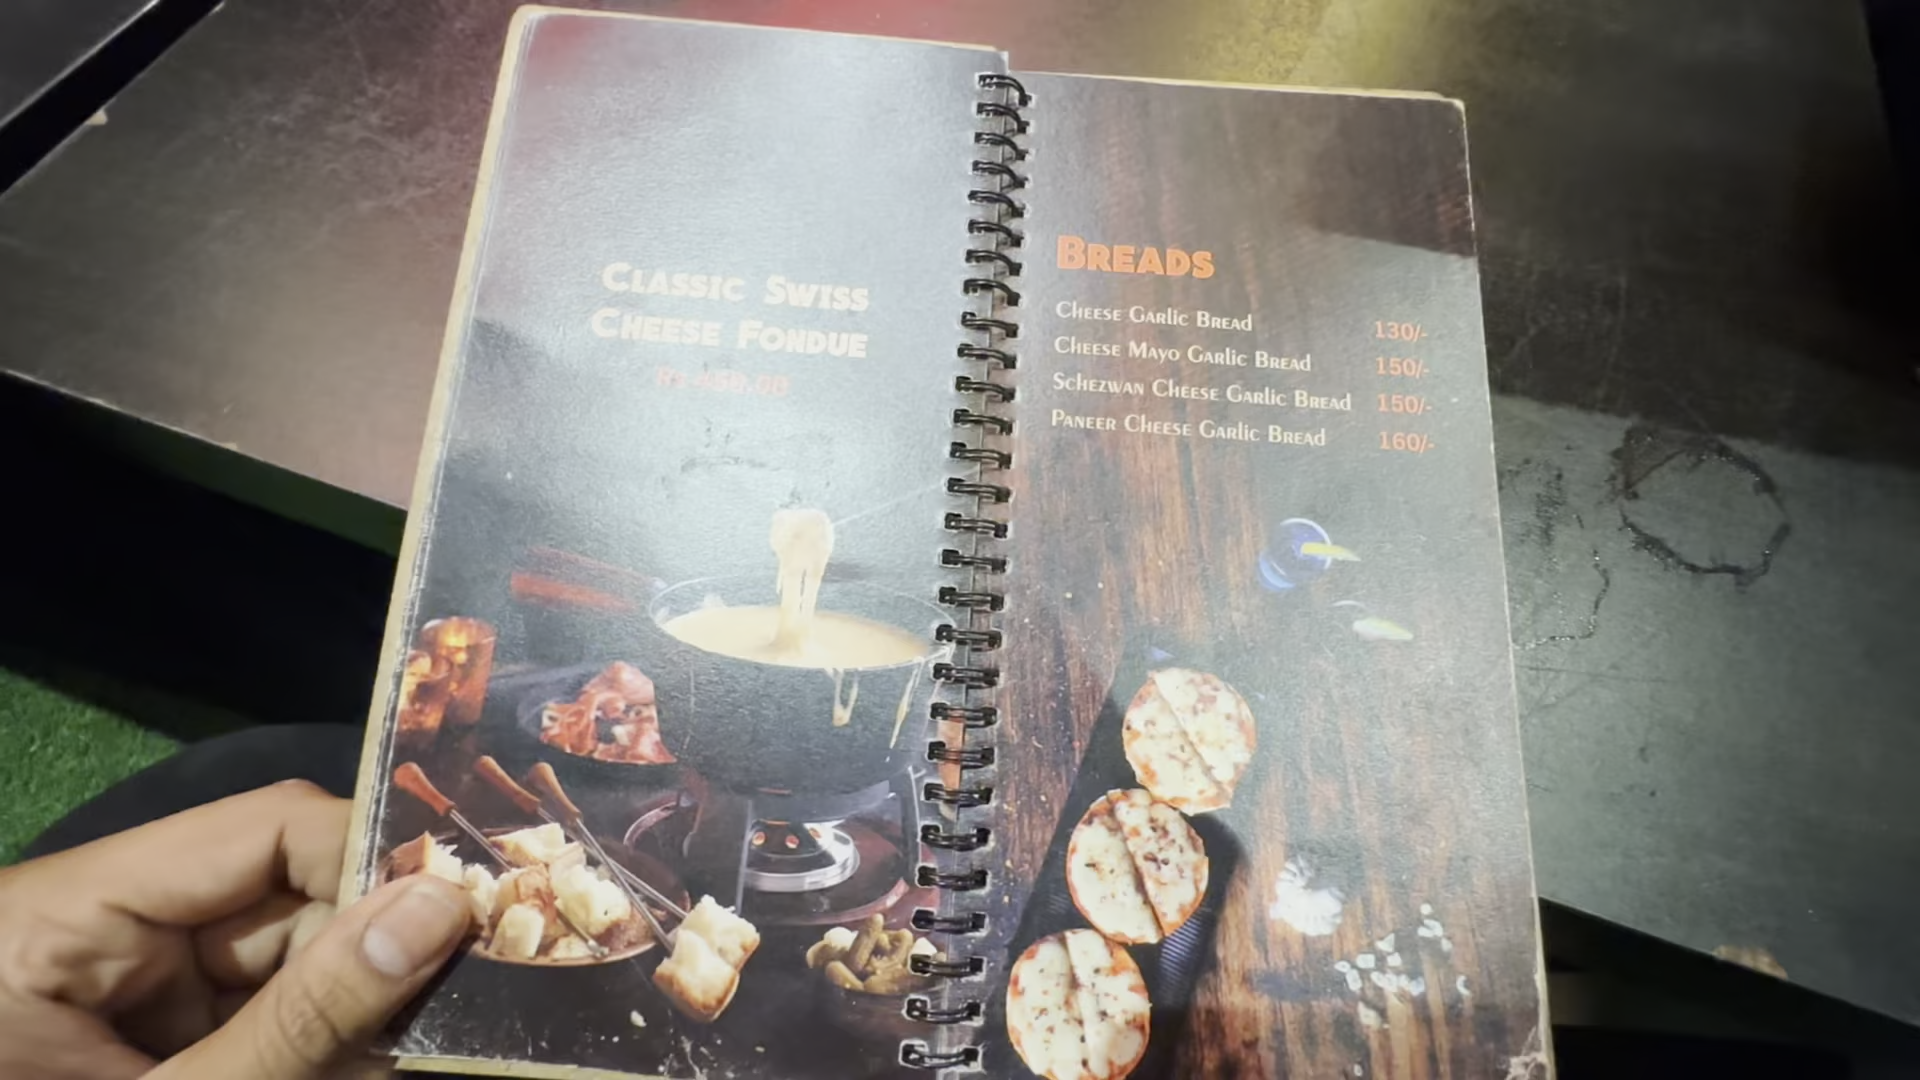 Classic Swiss
Cheese Fondue
Breads
Cheese Garlic Bread 130/-
Cheese Mayo Garlic Bread 150/-
Schezwan Cheese Garlic Bread 150/-
Paneer Cheese Garlic Bread 160/-